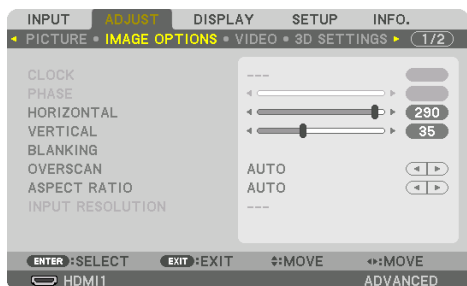 INPUT ADJUST DISPLAY SETUP INFO.
PICTURE • IMAGE OPTIONS • VIDEO • 3D SETTINGS 1/2
CLOCK ---
PHASE
HORIZONTAL 290
VERTICAL 35
BLANKING
OVERSCAN AUTO
ASPECT RATIO AUTO
INPUT RESOLUTION ---
ENTER :SELECT EXIT :EXIT :MOVE :MOVE
HDMI1 ADVANCED